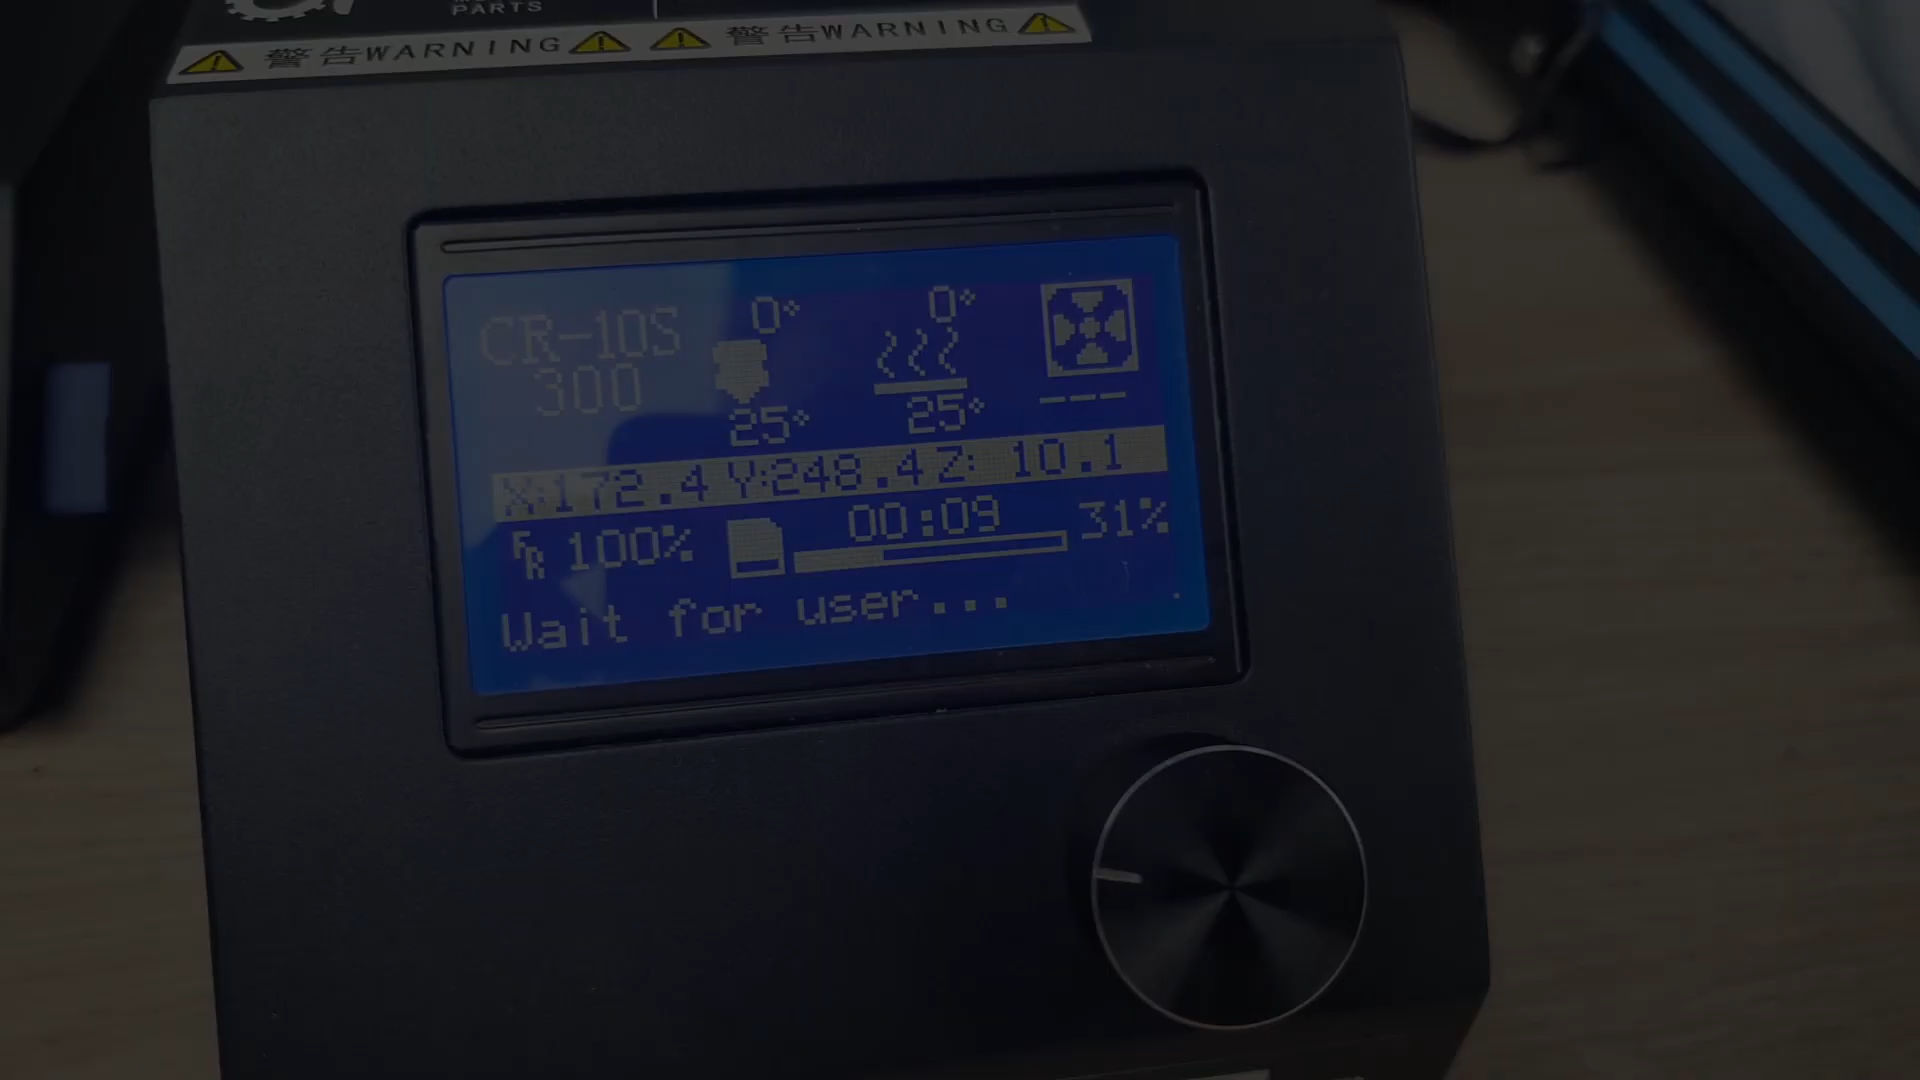 PARTS
警告WARNING 警告WARNING
CR-10S
300
0° 0°
25° 25° ---
X:172.4 Y:248.4 Z: 10.1
FR 100% 00:09 31%
Wait for user...